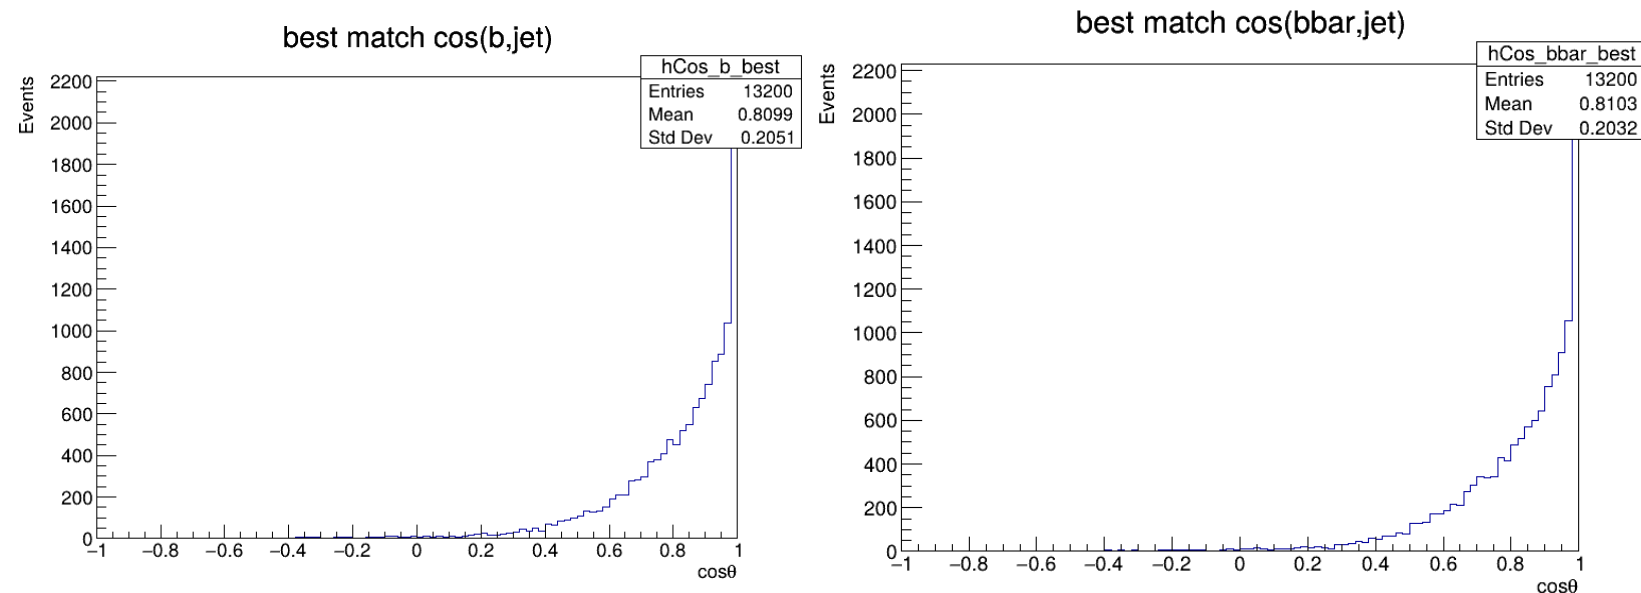 best match cos(b,jet)
hCos_b_best
Entries 13200
Mean 0.8099
Std Dev 0.2051
Events
2200
2000
1800
1600
1400
1200
1000
800
600
400
200
0
−1 −0.8 −0.6 −0.4 −0.2 0 0.2 0.4 0.6 0.8 1
cosθ
best match cos(bbar,jet)
hCos_bbar_best
Entries 13200
Mean 0.8103
Std Dev 0.2032
Events
2200
2000
1800
1600
1400
1200
1000
800
600
400
200
0
−1 −0.8 −0.6 −0.4 −0.2 0 0.2 0.4 0.6 0.8 1
cosθ